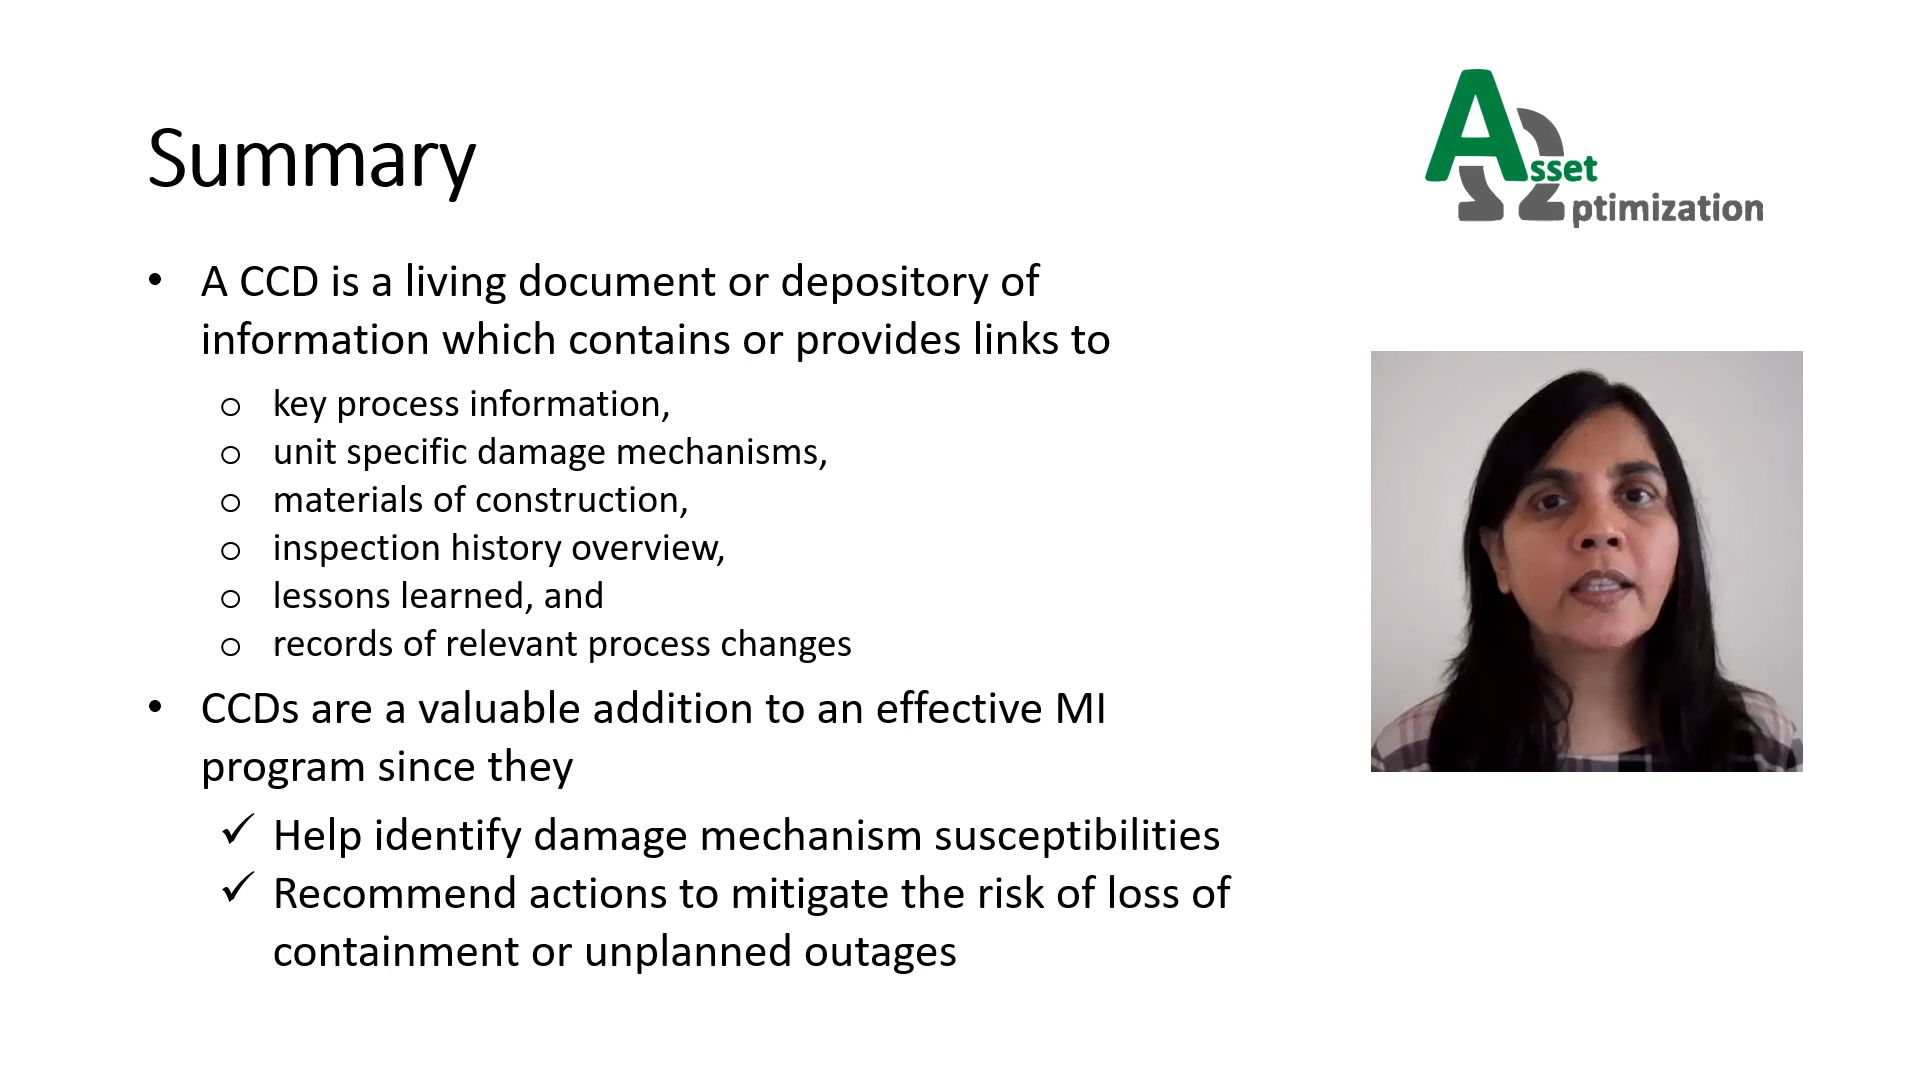 Asset
Optimization
Summary
• A CCD is a living document or depository of
information which contains or provides links to
o key process information,
o unit specific damage mechanisms,
o materials of construction,
o inspection history overview,
o lessons learned, and
o records of relevant process changes
• CCDs are a valuable addition to an effective MI
program since they
✓ Help identify damage mechanism susceptibilities
✓ Recommend actions to mitigate the risk of loss of
containment or unplanned outages